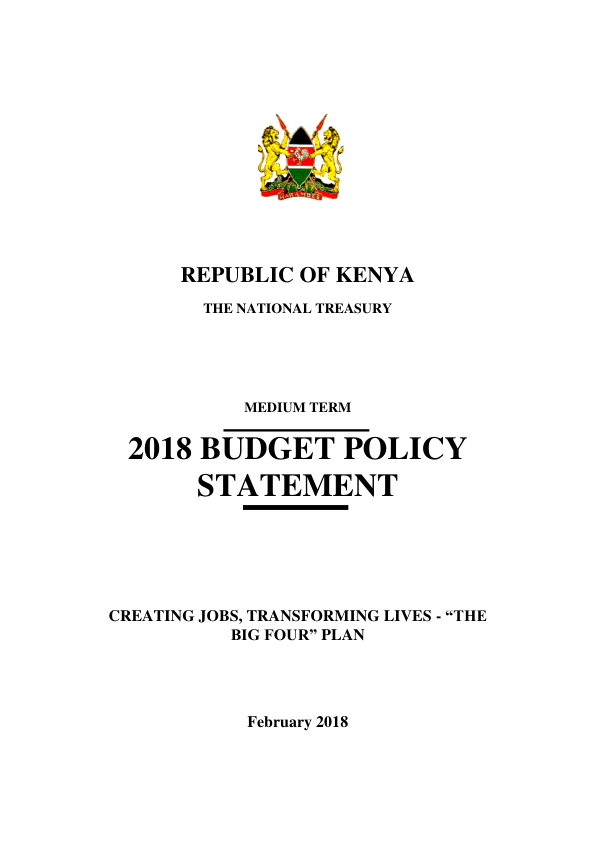 HARAMBEE
REPUBLIC OF KENYA
THE NATIONAL TREASURY
MEDIUM TERM
2018 BUDGET POLICY
STATEMENT
CREATING JOBS, TRANSFORMING LIVES - “THE
BIG FOUR” PLAN
February 2018